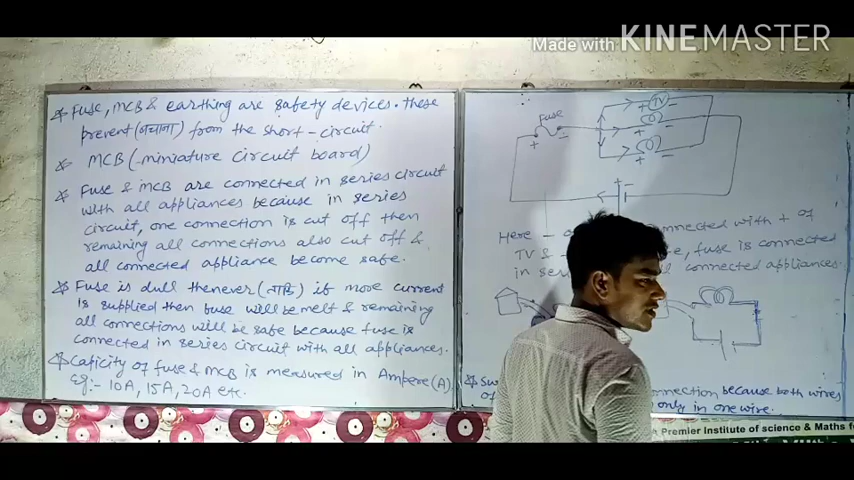 Made with KINEMASTER
☆ Fuse, MCB & earthing are safety devices. These
prevent (बचाना) from the short-circuit.
☆ MCB (miniature circuit board)
☆ Fuse & MCB are connected in series circuit
with all appliances because in series
circuit, one connection is cut off then
remaining all connections also cut off &
all connected appliance become safe.
☆ Fuse is dull thenever if more current
is supplied then fuse will be melt & remaining
all connections will be safe because fuse is
connected in series circuit with all appliances.
☆ Capicity of fuse & MCB is measured in Ampere (A)
Eg:- 10A, 15A, 20A etc.
Fuse
+ -
TV
+ -
+ -
+ -
+ -
Here - connected with + of
TV & fuse is connected
in connected appliances.
connection because both wires
of only in one wire.
A Premier Institute of science & Maths